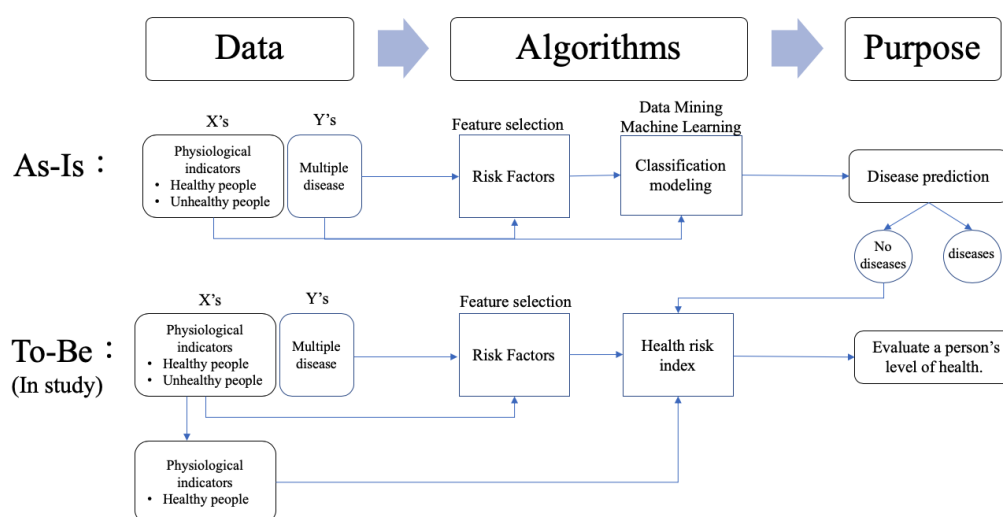 Data
Algorithms
Purpose
As-Is：
X's
Y's
Physiological
indicators
• Healthy people
• Unhealthy people
Multiple
disease
Feature selection
Risk Factors
Data Mining
Machine Learning
Classification
modeling
Disease prediction
No
diseases
diseases
To-Be：
(In study)
X's
Y's
Physiological
indicators
• Healthy people
• Unhealthy people
Multiple
disease
Feature selection
Risk Factors
Health risk
index
Evaluate a person's
level of health.
Physiological
indicators
• Healthy people